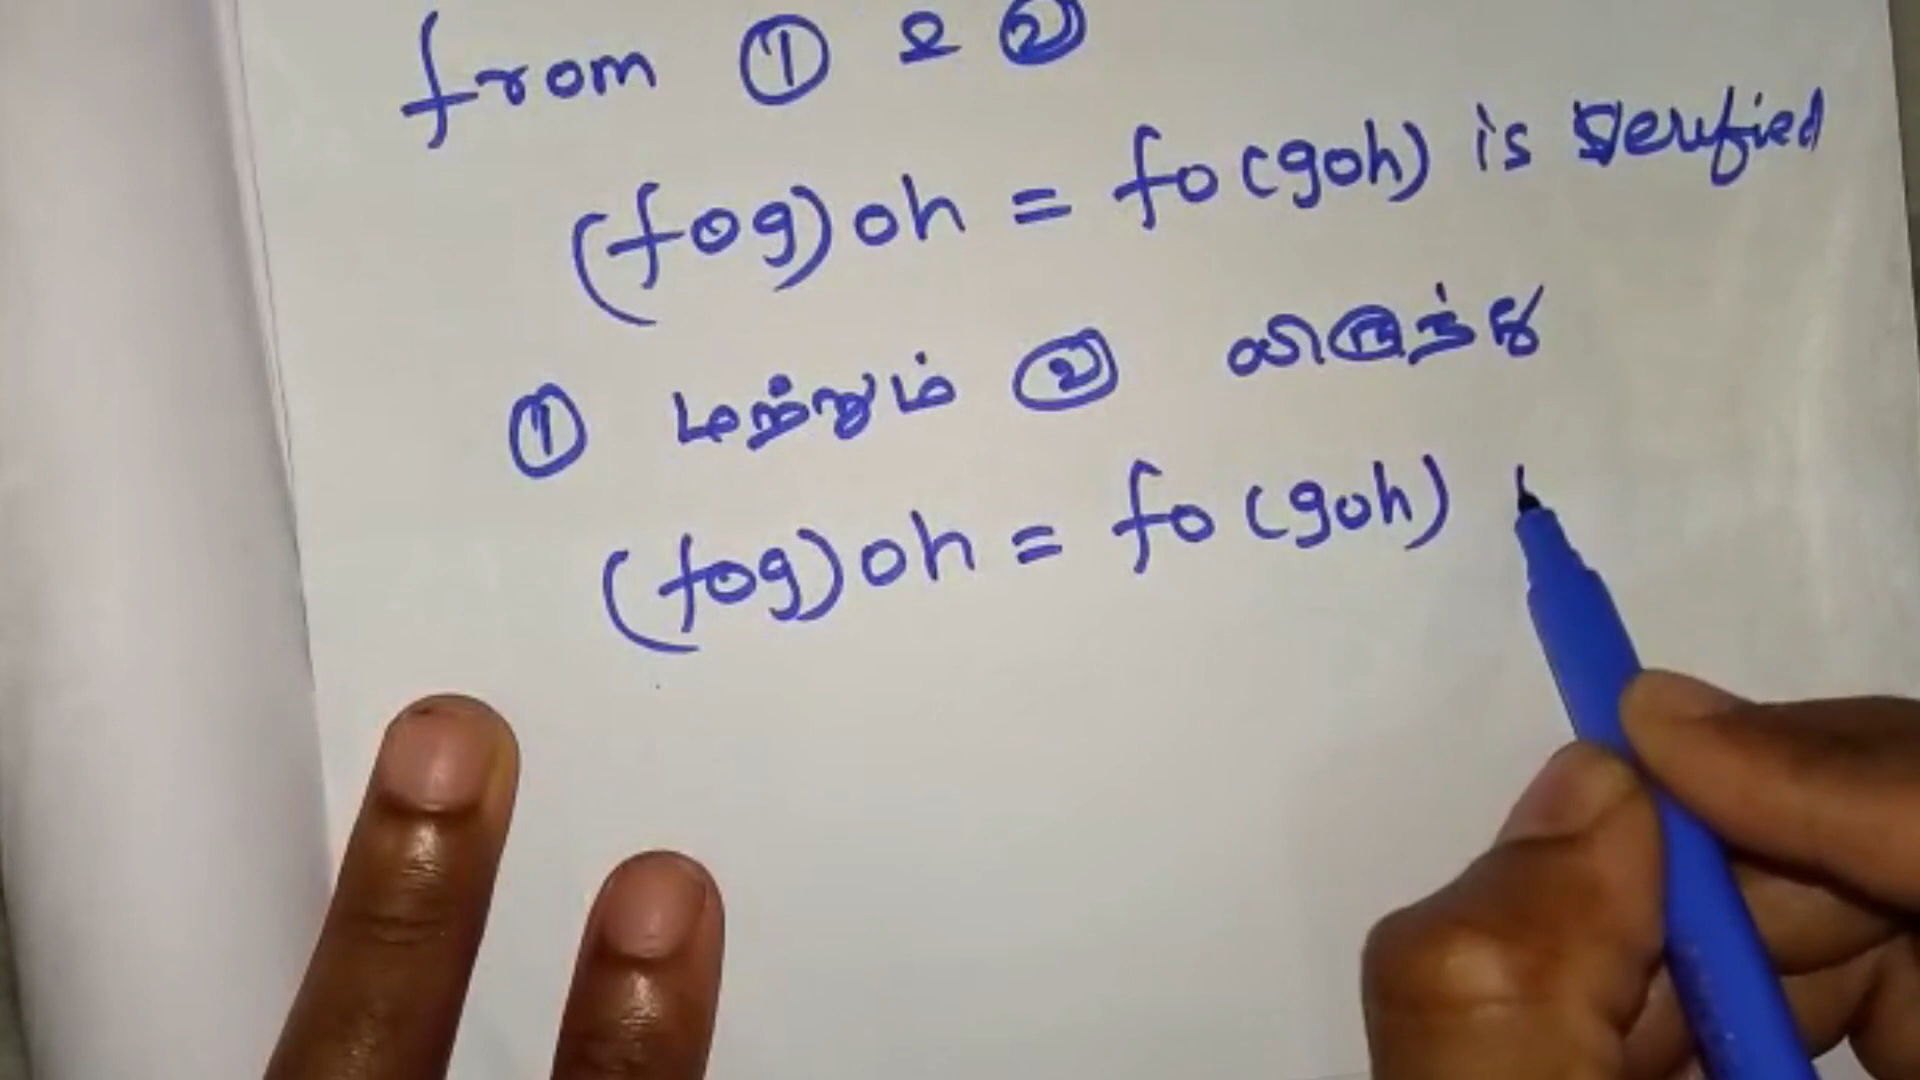 from ① & ②
(fog)oh = fo(goh) is verified
① மற்றும் ② லிருந்து
(fog)oh = fo(goh)